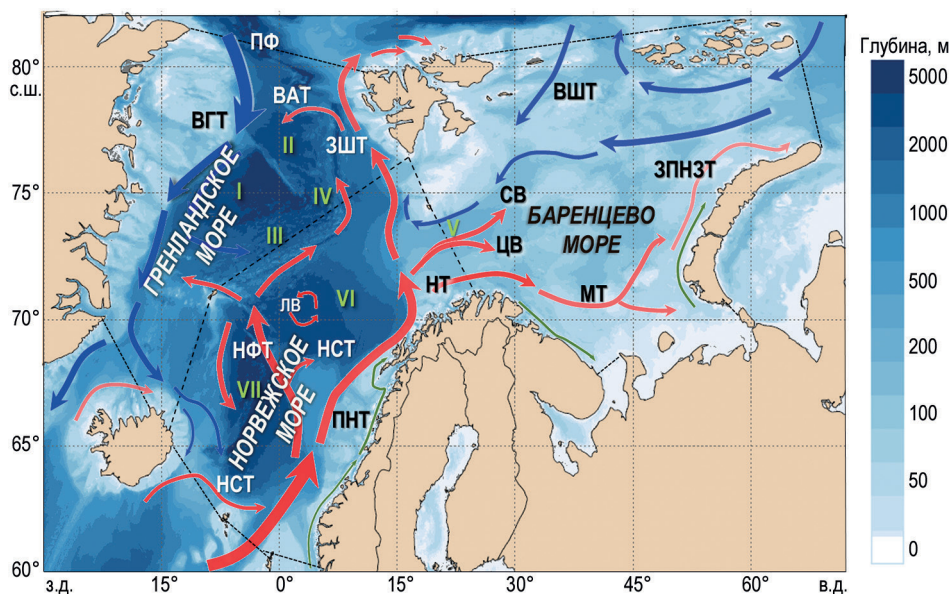 Глубина, м
5000
2000
1000
500
200
100
50
0
80°
с.ш.
75°
70°
65°
60°
з.д.
15°
0°
15°
30°
45°
60°
в.д.
ПФ
ВАТ
ВГТ
II
ЗШТ
ВШТ
ЗПНЗТ
I
IV
СВ
III
V
ЦВ
ГРЕНЛАНДСКОЕ
МОРЕ
БАРЕНЦЕВО
МОРЕ
НТ
МТ
ЛВ
VI
НФТ
НСТ
VII
НОРВЕЖСКОЕ
МОРЕ
ПНТ
НСТ